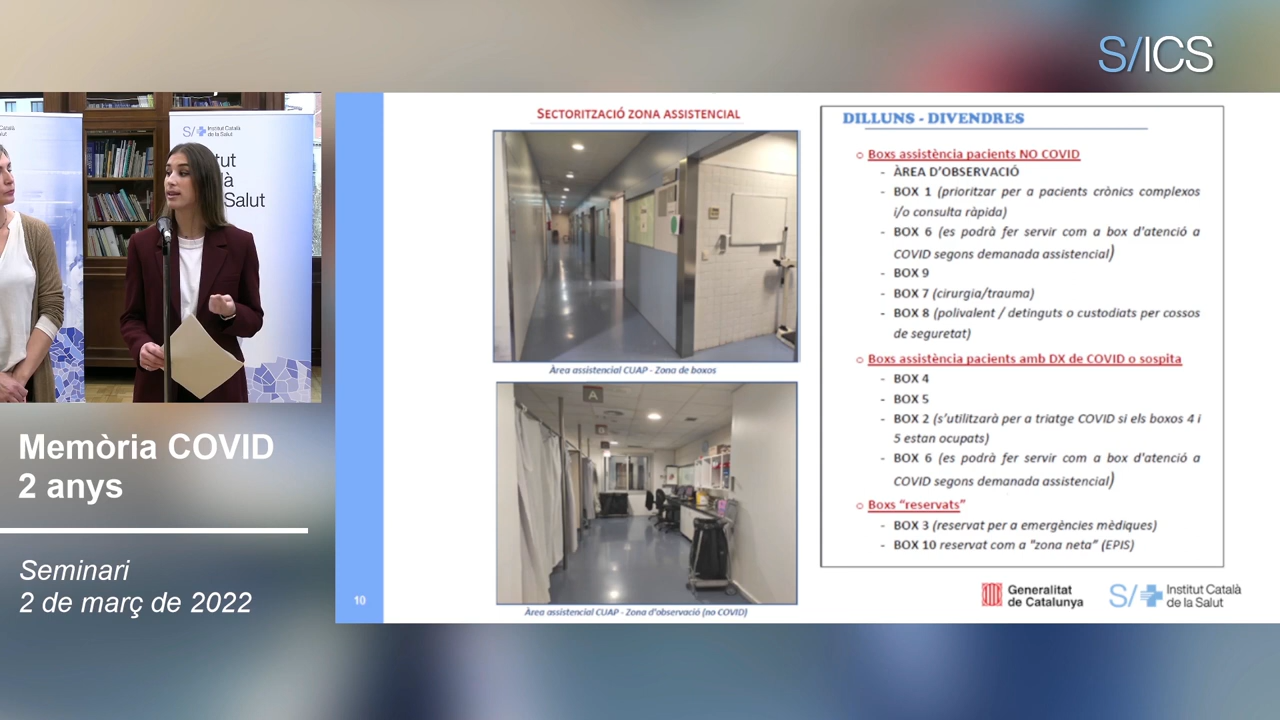 S/ICS
Institut Català
de la Salut
Salut
Memòria COVID
2 anys
Seminari
2 de març de 2022
SECTORITZACIÓ ZONA ASSISTENCIAL
Àrea assistencial CUAP - Zona de boxos
A
Àrea assistencial CUAP - Zona d'observació (no COVID)
10
DILLUNS - DIVENDRES
o Boxs assistència pacients NO COVID
- ÀREA D'OBSERVACIÓ
- BOX 1 (prioritzar per a pacients crònics complexos
i/o consulta ràpida)
- BOX 6 (es podrà fer servir com a box d'atenció a
COVID segons demanada assistencial)
- BOX 9
- BOX 7 (cirurgia/trauma)
- BOX 8 (polivalent / detinguts o custodiats per cossos
de seguretat)
o Boxs assistència pacients amb DX de COVID o sospita
- BOX 4
- BOX 5
- BOX 2 (s'utilitzarà per a triatge COVID si els boxos 4 i
5 estan ocupats)
- BOX 6 (es podrà fer servir com a box d'atenció a
COVID segons demanada assistencial)
o Boxs "reservats"
- BOX 3 (reservat per a emergències mèdiques)
- BOX 10 reservat com a "zona neta" (EPIS)
Generalitat
de Catalunya
S/ Institut Català
de la Salut